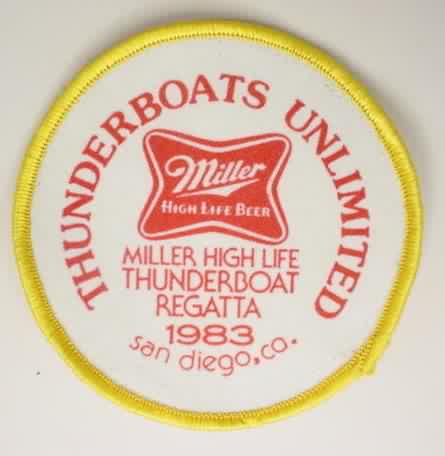 THUNDERBOATS UNLIMITED
Miller
HIGH LIFE BEER
MILLER HIGH LIFE
THUNDERBOAT
REGATTA
1983
san diego, ca.